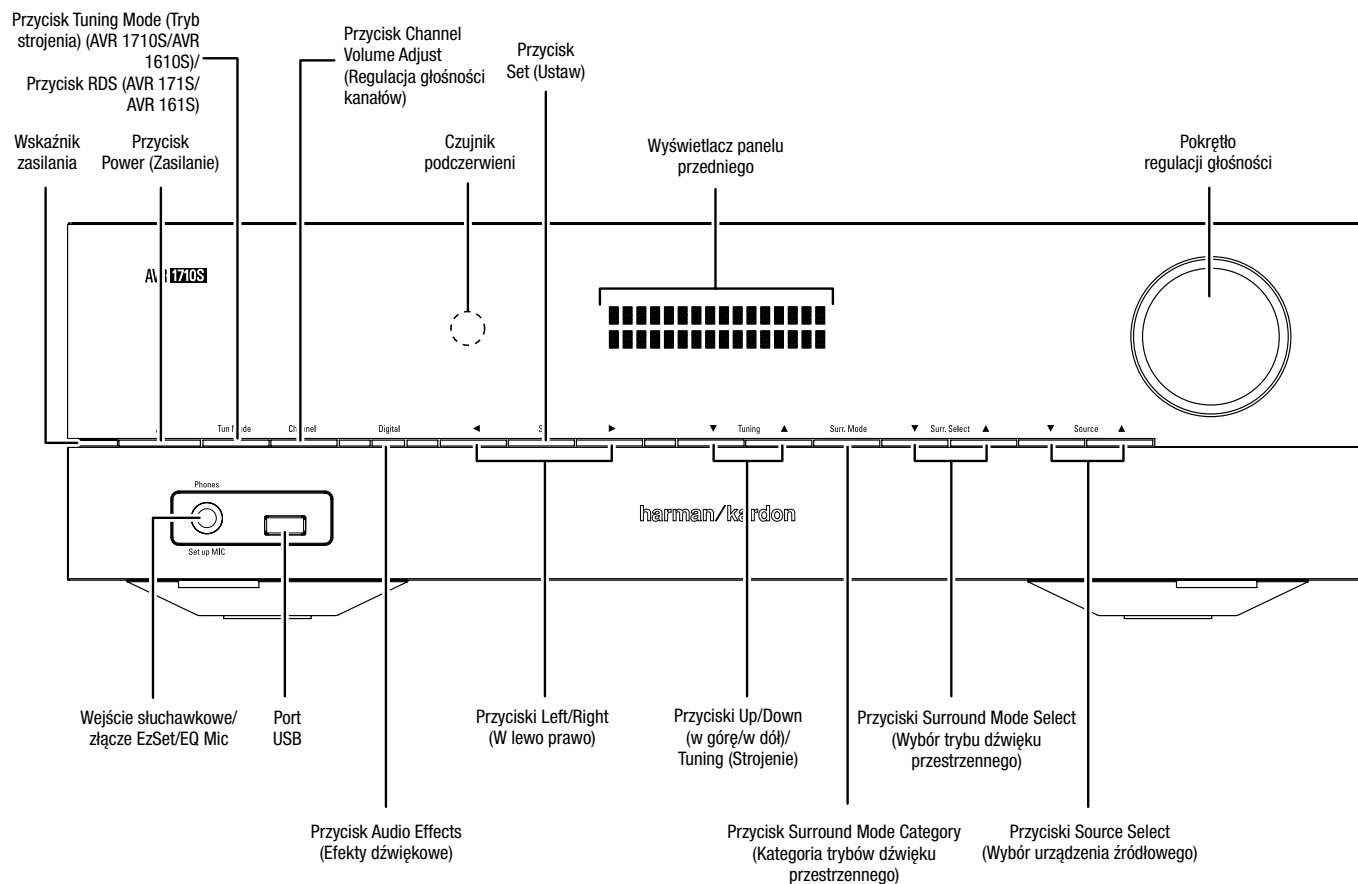 Przycisk Tuning Mode (Tryb
strojenia) (AVR 1710S/AVR
1610S)/
Przycisk RDS (AVR 171S/
AVR 161S)
Przycisk Channel
Volume Adjust
(Regulacja głośności
kanałów)
Przycisk
Set (Ustaw)
Wskaźnik
zasilania
Przycisk
Power (Zasilanie)
Czujnik
podczerwieni
Wyświetlacz panelu
przedniego
Pokrętło
regulacji głośności
1710S
Digital
◄
►
▼ Tuning ▲
Surr. Mode
▼ Surr. Select ▲
▼ Source ▲
Phones
Set up MIC
harman/kardon
Wejście słuchawkowe/
złącze EzSet/EQ Mic
Port
USB
Przyciski Left/Right
(W lewo prawo)
Przyciski Up/Down
(w górę/w dół)/
Tuning (Strojenie)
Przyciski Surround Mode Select
(Wybór trybu dźwięku
przestrzennego)
Przycisk Audio Effects
(Efekty dźwiękowe)
Przycisk Surround Mode Category
(Kategoria trybów dźwięku
przestrzennego)
Przyciski Source Select
(Wybór urządzenia źródłowego)